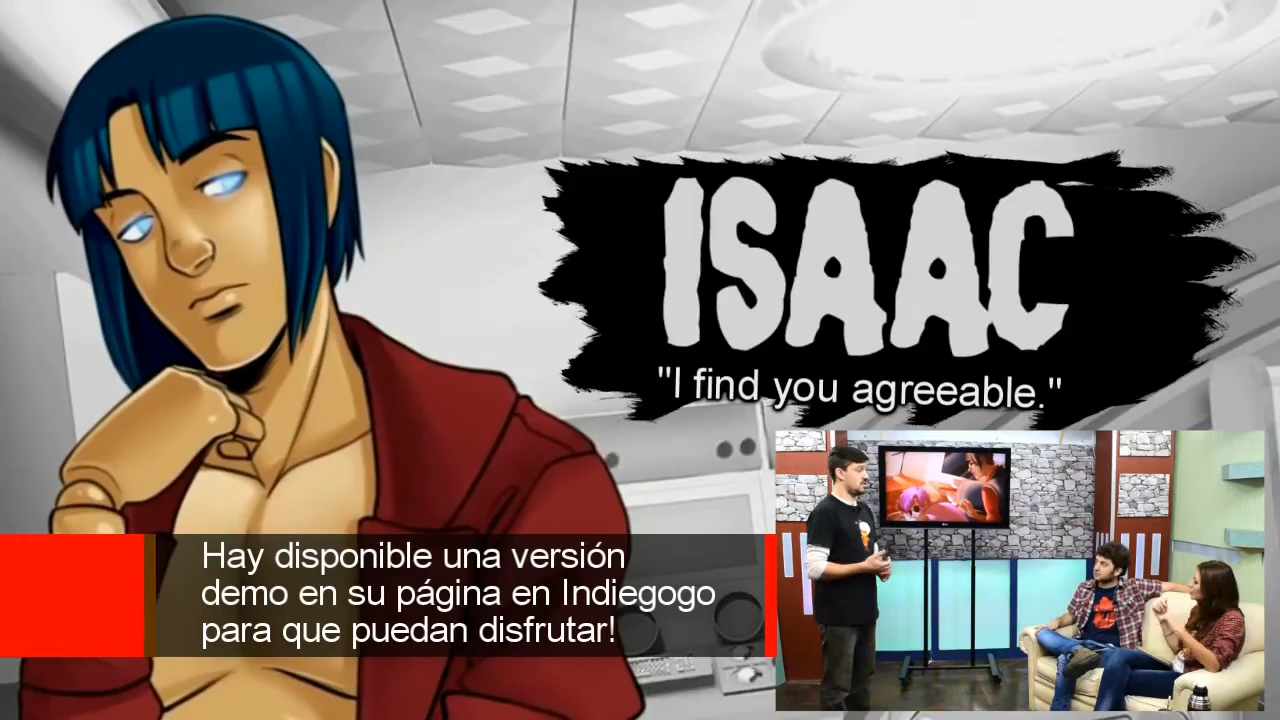 ISAAC
"I find you agreeable."
Hay disponible una versión
demo en su página en Indiegogo
para que puedan disfrutar!